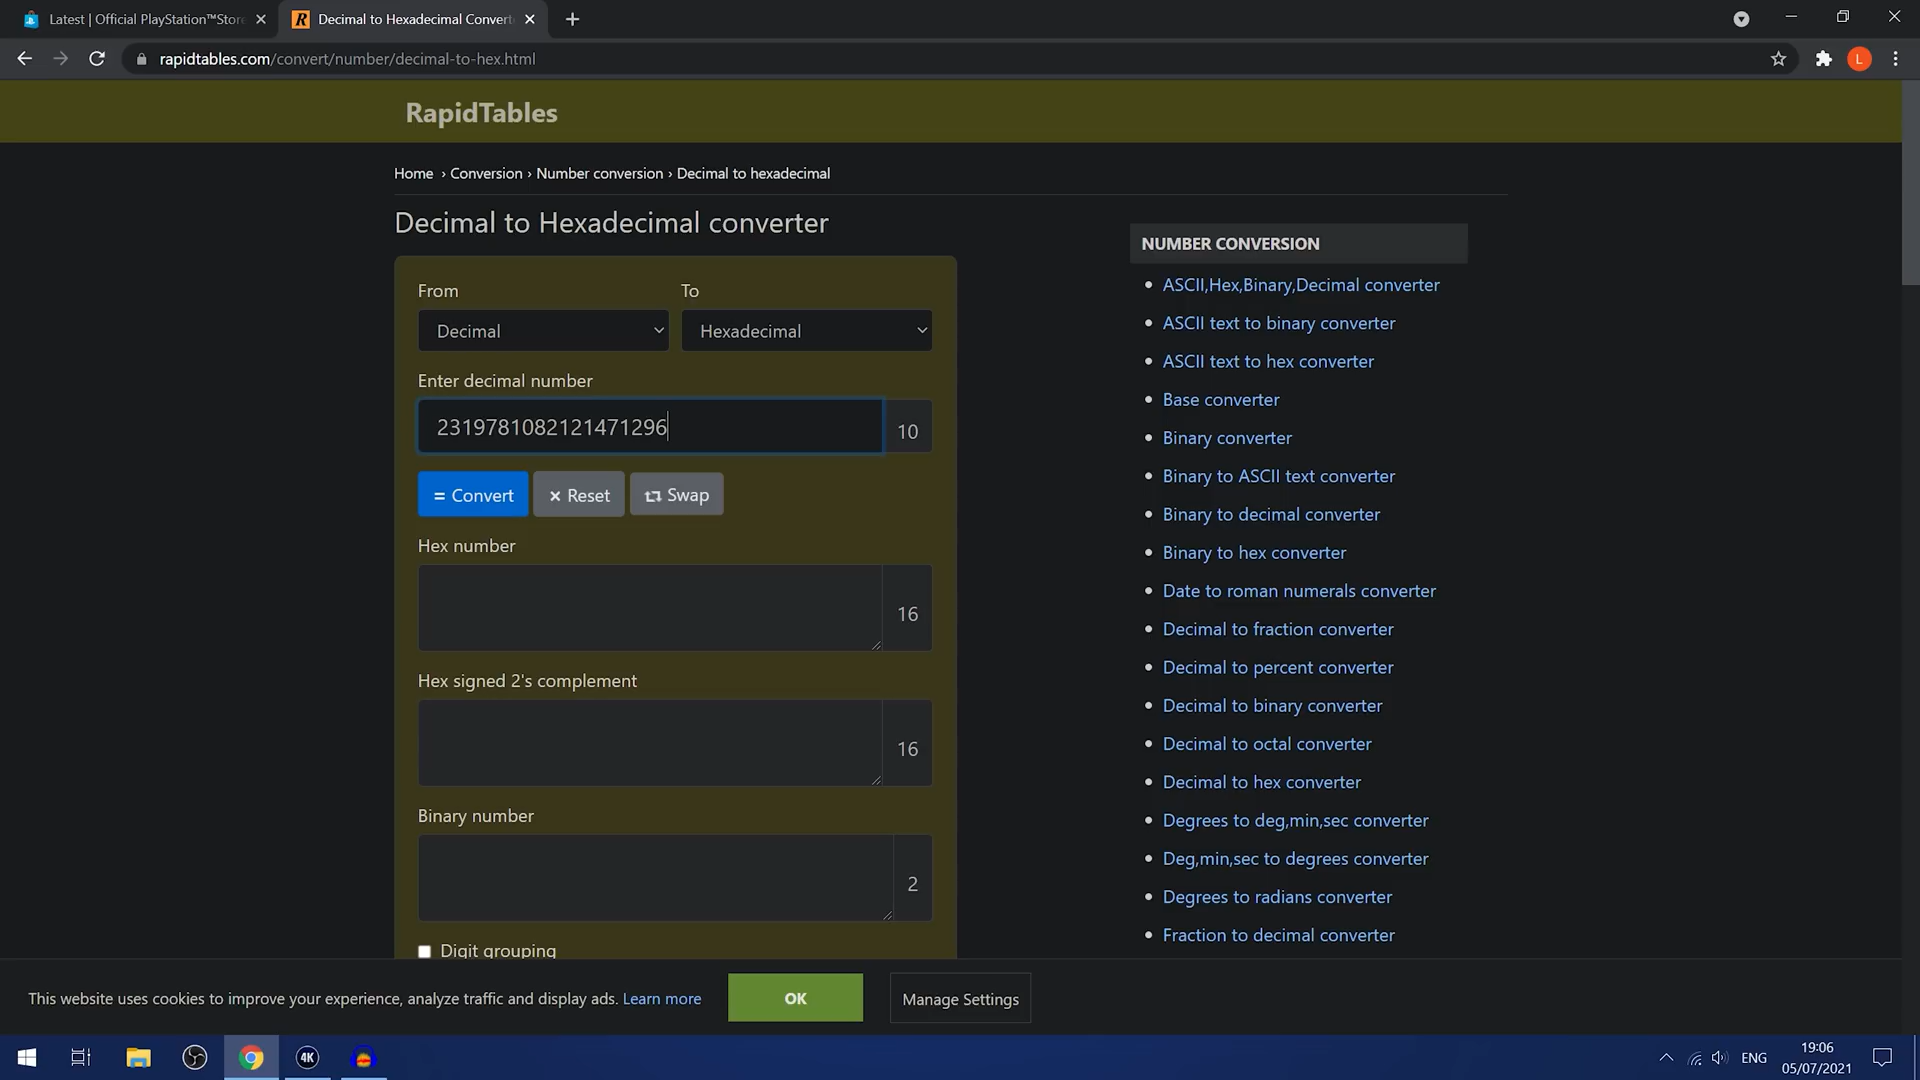 Latest | Official PlayStation™Store
Decimal to Hexadecimal Convert
rapidtables.com/convert/number/decimal-to-hex.html
L
RapidTables
Home › Conversion › Number conversion › Decimal to hexadecimal
Decimal to Hexadecimal converter
From
To
Decimal
Hexadecimal
Enter decimal number
2319781082121471296
10
= Convert
× Reset
Swap
Hex number
16
Hex signed 2's complement
16
Binary number
2
Digit grouping
NUMBER CONVERSION
ASCII,Hex,Binary,Decimal converter
ASCII text to binary converter
ASCII text to hex converter
Base converter
Binary converter
Binary to ASCII text converter
Binary to decimal converter
Binary to hex converter
Date to roman numerals converter
Decimal to fraction converter
Decimal to percent converter
Decimal to binary converter
Decimal to octal converter
Decimal to hex converter
Degrees to deg,min,sec converter
Deg,min,sec to degrees converter
Degrees to radians converter
Fraction to decimal converter
This website uses cookies to improve your experience, analyze traffic and display ads. Learn more
OK
Manage Settings
4K
ENG
19:06
05/07/2021